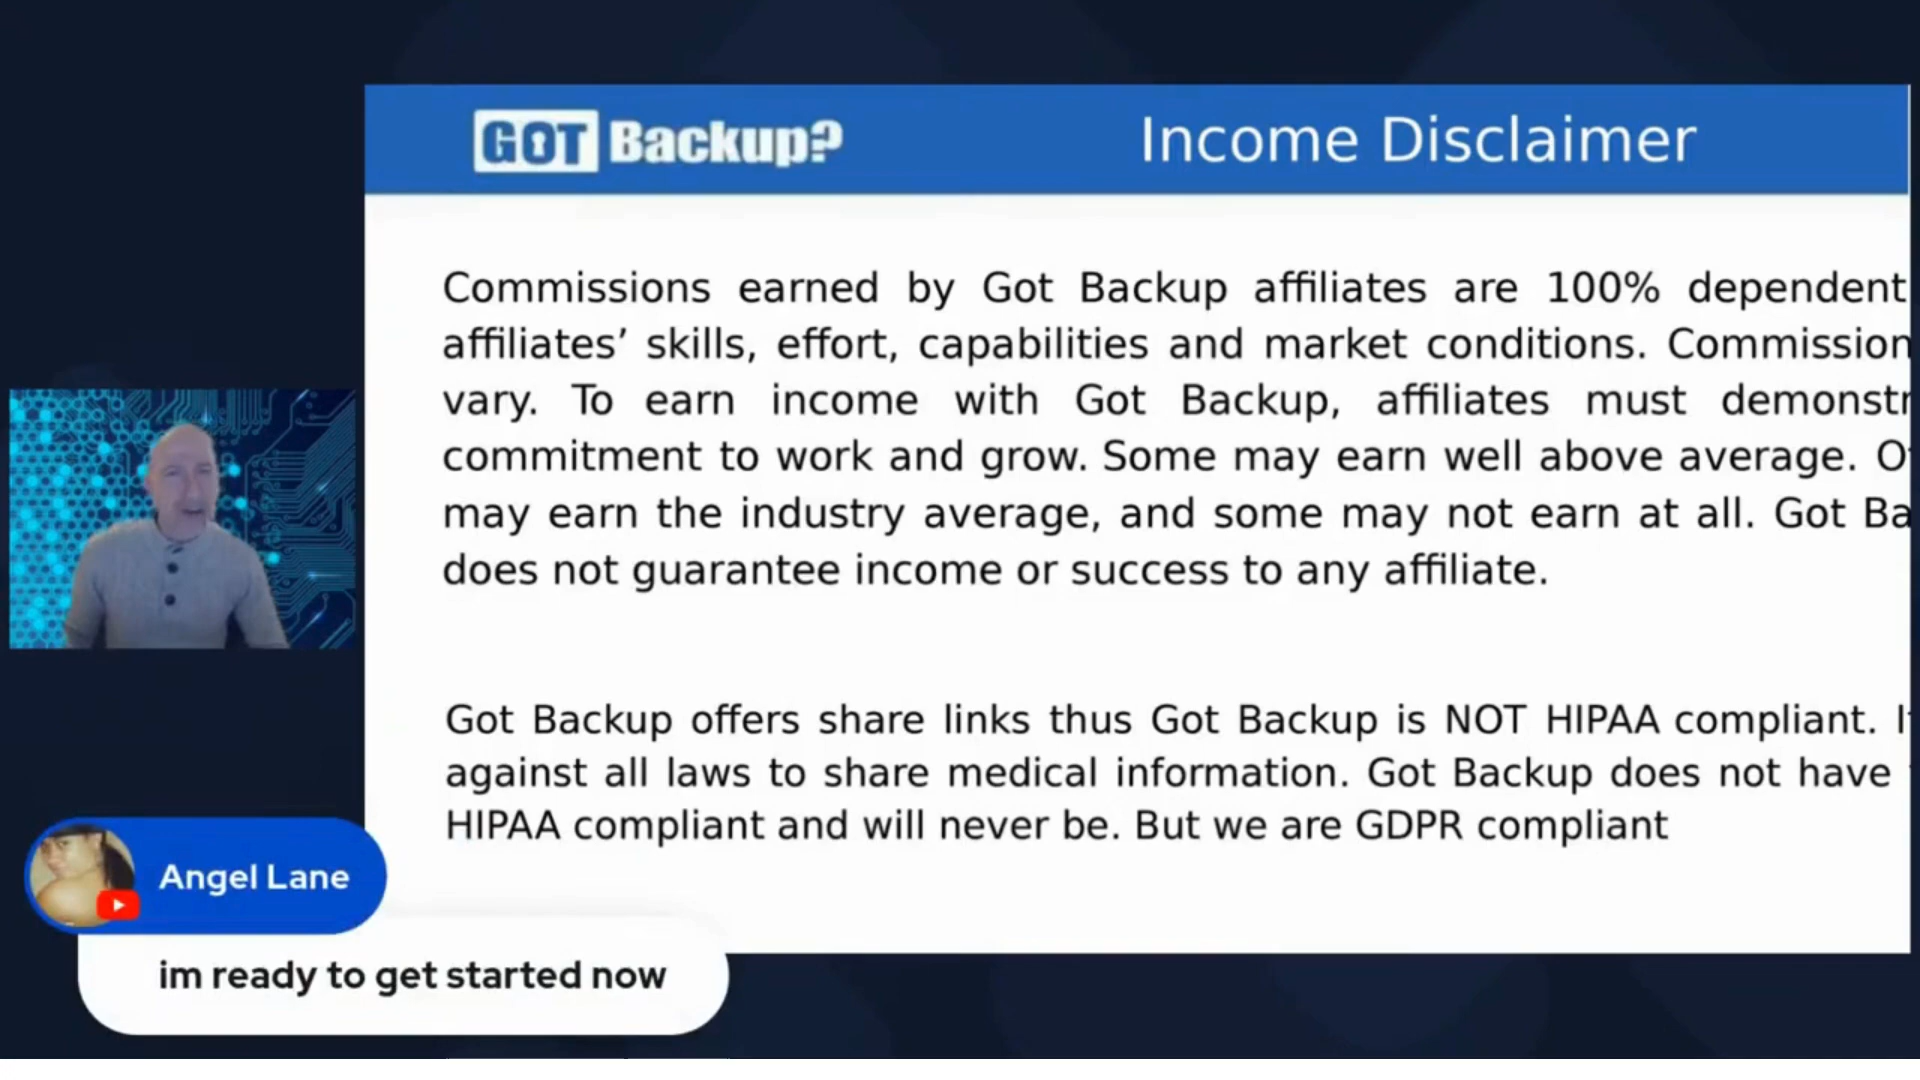 GOT Backup?
Income Disclaimer
Commissions earned by Got Backup affiliates are 100% dependent
affiliates’ skills, effort, capabilities and market conditions. Commission
vary. To earn income with Got Backup, affiliates must demonstr
commitment to work and grow. Some may earn well above average. O
may earn the industry average, and some may not earn at all. Got Ba
does not guarantee income or success to any affiliate.
Got Backup offers share links thus Got Backup is NOT HIPAA compliant. I
against all laws to share medical information. Got Backup does not have
HIPAA compliant and will never be. But we are GDPR compliant
Angel Lane
im ready to get started now